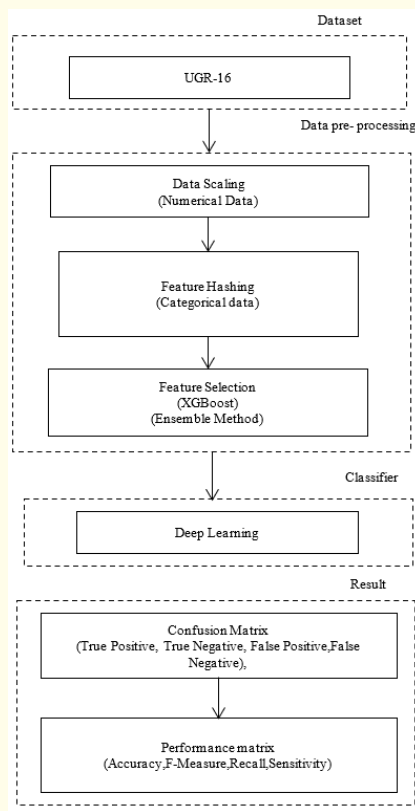 Dataset
UGR-16
Data pre- processing
Data Scaling
(Numerical Data)
Feature Hashing
(Categorical data)
Feature Selection
(XGBoost)
(Ensemble Method)
Classifier
Deep Learning
Result
Confusion Matrix
(True Positive, True Negative, False Positive,False
Negative),
Performance matrix
(Accuracy,F-Measure,Recall,Sensitivity)